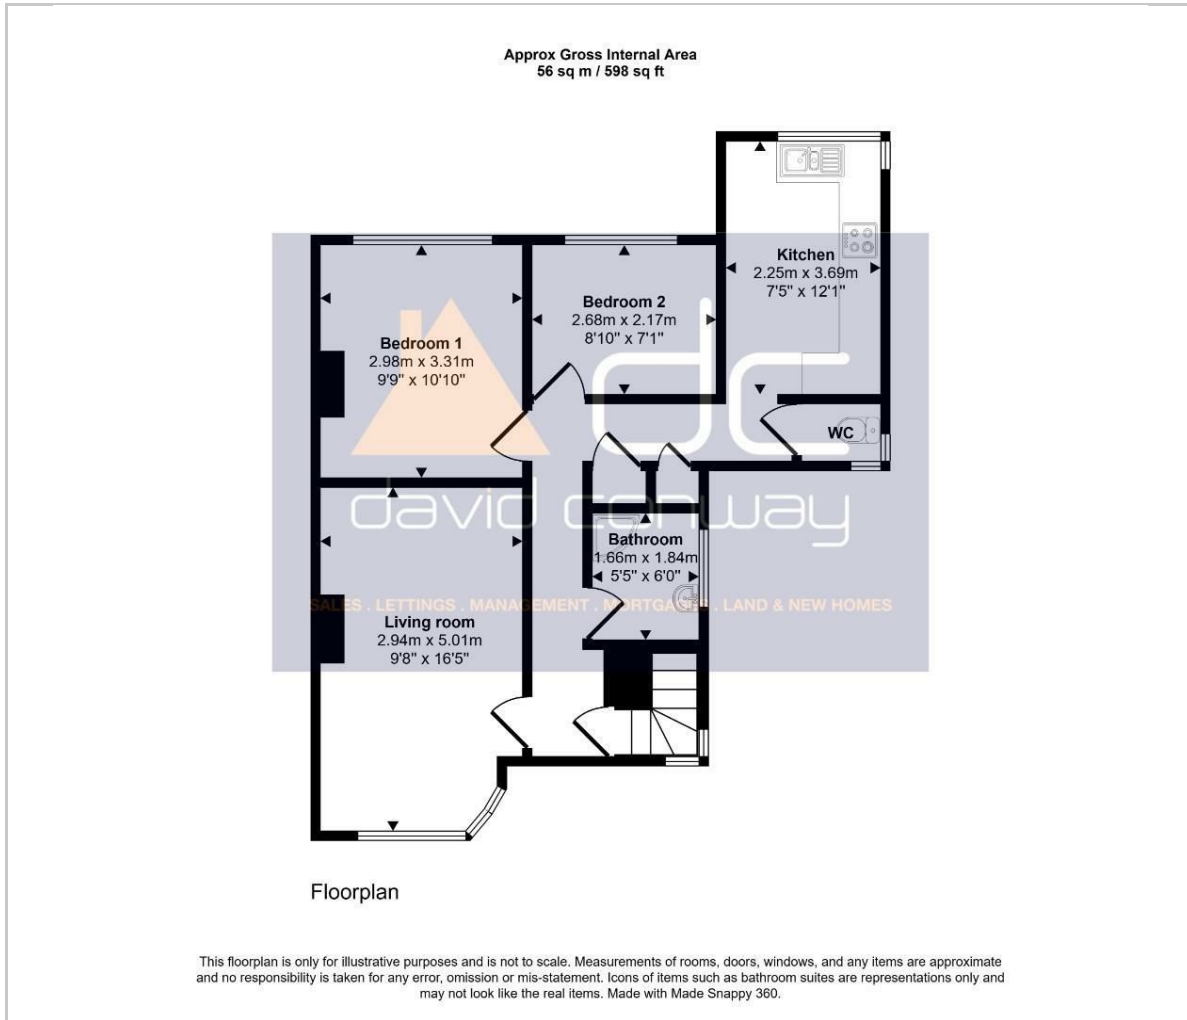 Approx Gross Internal Area
56 sq m / 598 sq ft
Kitchen
2.25m x 3.69m
7'5" x 12'1"
Bedroom 2
2.68m x 2.17m
8'10" x 7'1"
Bedroom 1
2.98m x 3.31m
9'9" x 10'10"
dc
WC
david conway
Bathroom
1.66m x 1.84m
5'5" x 6'0"
SALES . LETTINGS . MANAGEMENT . MORTGAGES . LAND & NEW HOMES
Living room
2.94m x 5.01m
9'8" x 16'5"
Floorplan
This floorplan is only for illustrative purposes and is not to scale. Measurements of rooms, doors, windows, and any items are approximate
and no responsibility is taken for any error, omission or mis-statement. Icons of items such as bathroom suites are representations only and
may not look like the real items. Made with Made Snappy 360.